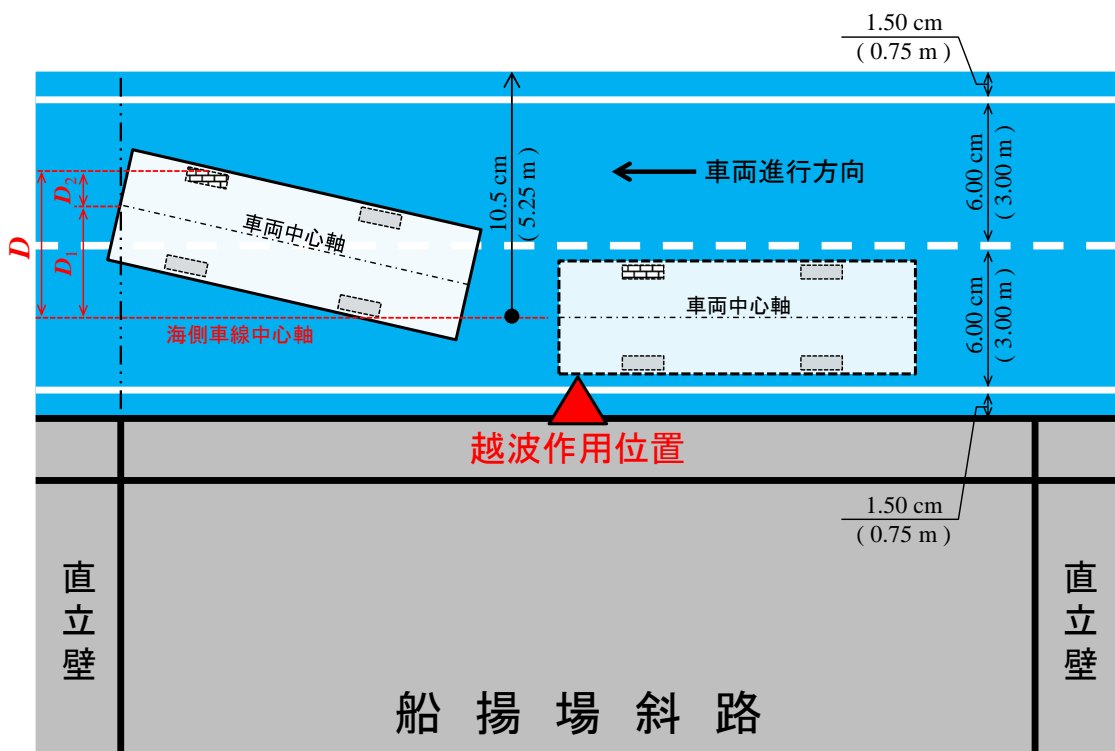 1.50 cm
( 0.75 m )
10.5 cm
( 5.25 m )
車両進行方向
6.00 cm
( 3.00 m )
D2
D
D1
車両中心軸
車両中心軸
海側車線中心軸
6.00 cm
( 3.00 m )
越波作用位置
1.50 cm
( 0.75 m )
直立壁
直立壁
船揚場斜路